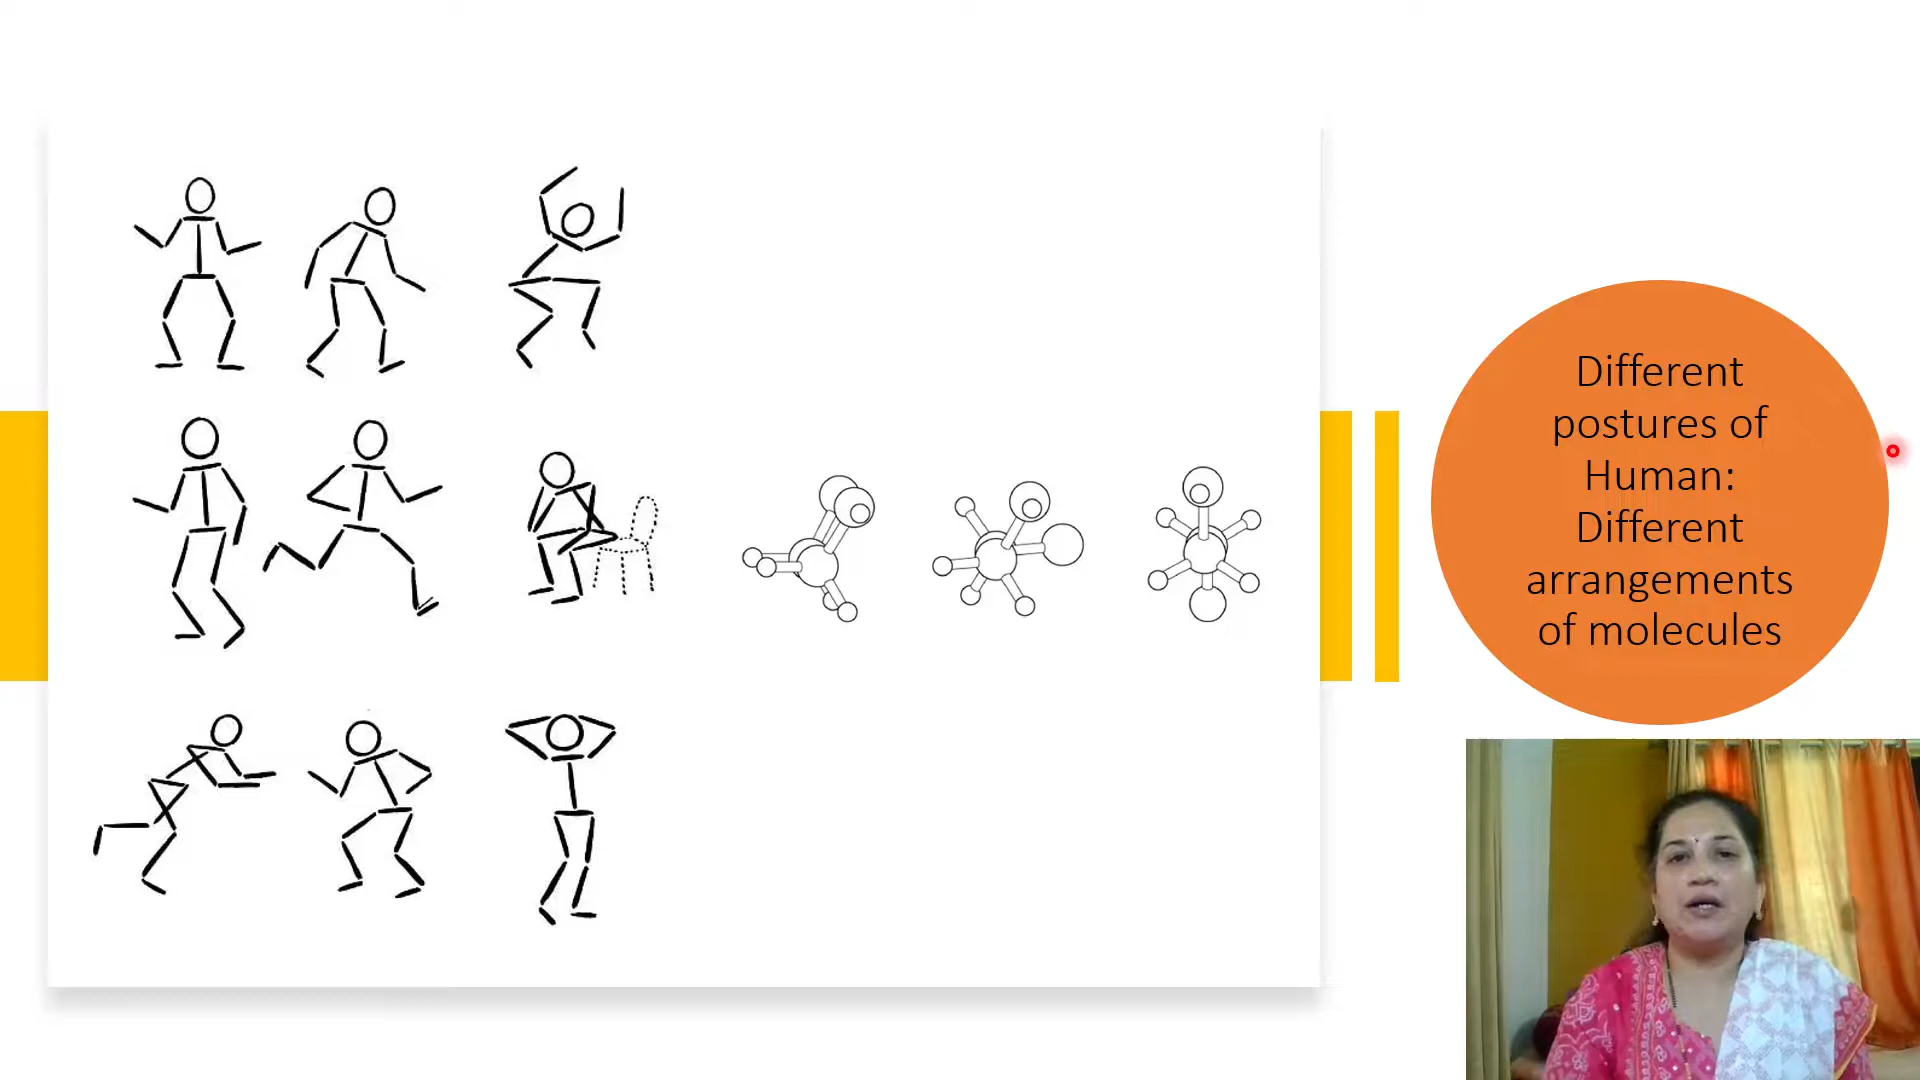 Different
postures of
Human:
Different
arrangements
of molecules